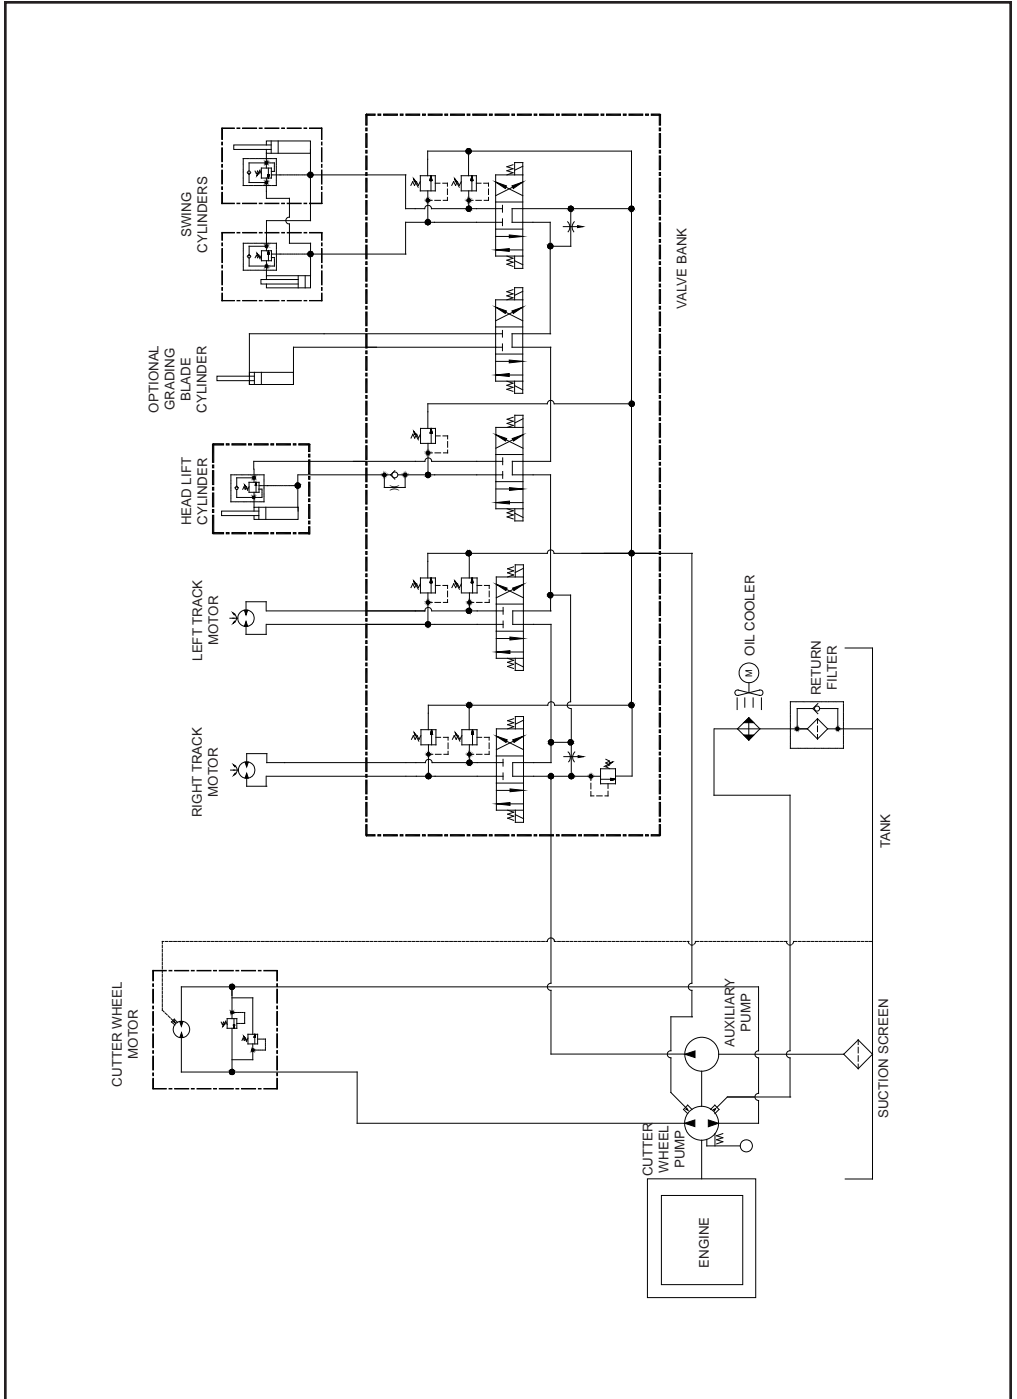 SWING
CYLINDERS
OPTIONAL
GRADING
BLADE
CYLINDER
HEAD LIFT
CYLINDER
LEFT TRACK
MOTOR
RIGHT TRACK
MOTOR
CUTTER WHEEL
MOTOR
VALVE BANK
M
OIL COOLER
RETURN
FILTER
TANK
AUXILIARY
PUMP
SUCTION SCREEN
CUTTER
WHEEL
PUMP
ENGINE